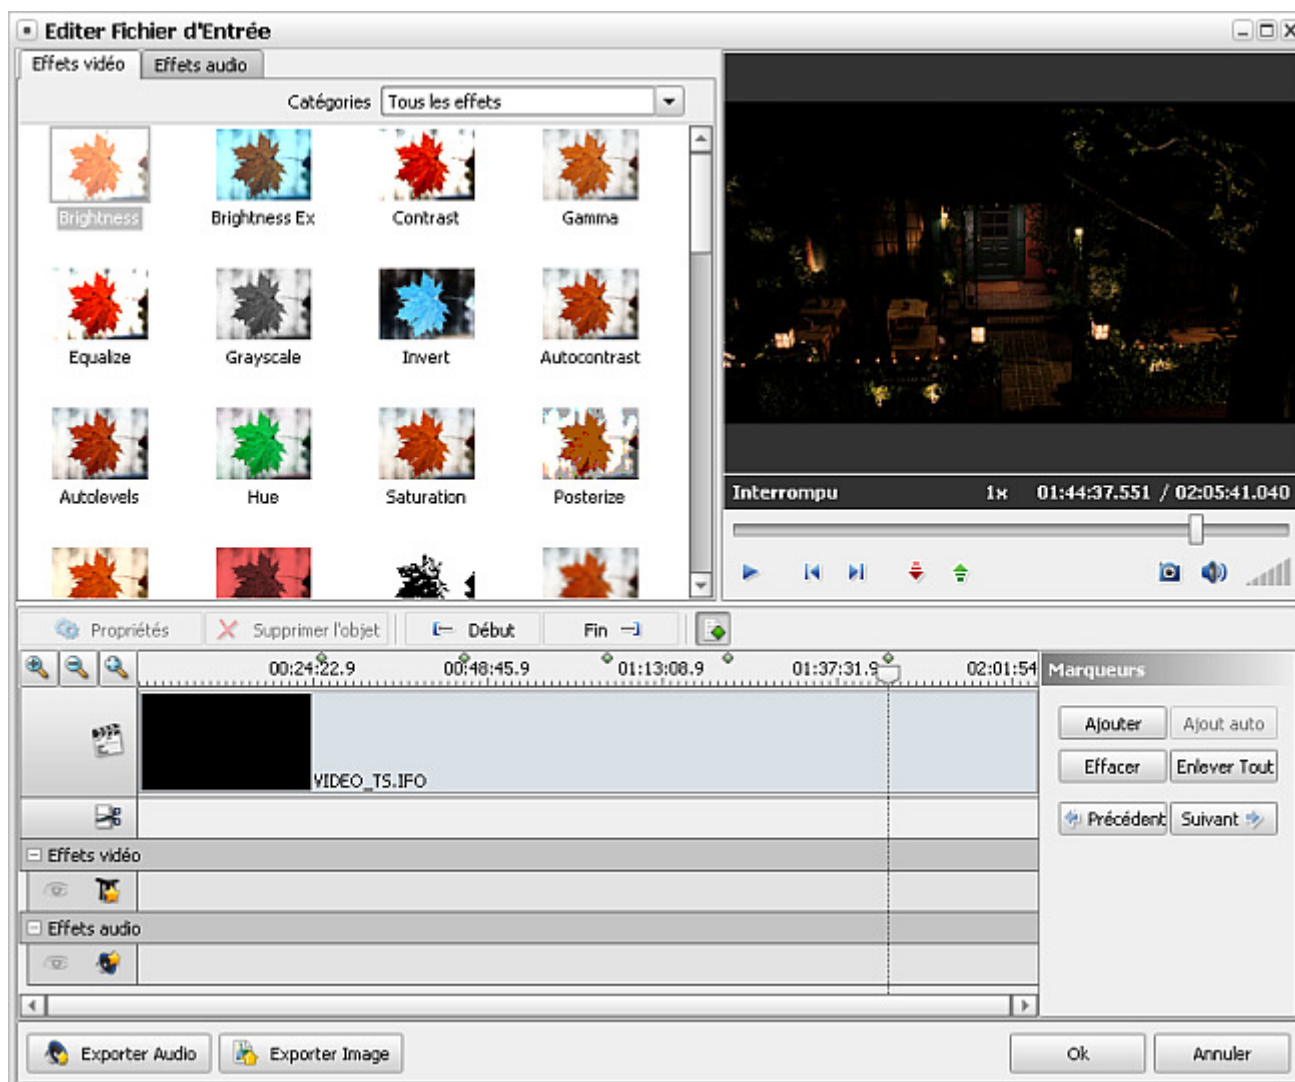 Editer Fichier d'Entrée
Effets vidéo
Effets audio
Catégories
Tous les effets
Brightness
Brightness Ex
Contrast
Gamma
Equalize
Grayscale
Invert
Autocontrast
Autolevels
Hue
Saturation
Posterize
Interrompu
1x
01:44:37.551 / 02:05:41.040
Propriétés
Supprimer l'objet
Début
Fin
00:24:22.9
00:48:45.9
01:13:08.9
01:37:31.9
02:01:54
Marqueurs
Ajouter
Ajout auto
Effacer
Enlever Tout
Précédent
Suivant
VIDEO_TS.IFO
Effets vidéo
Effets audio
Exporter Audio
Exporter Image
Ok
Annuler